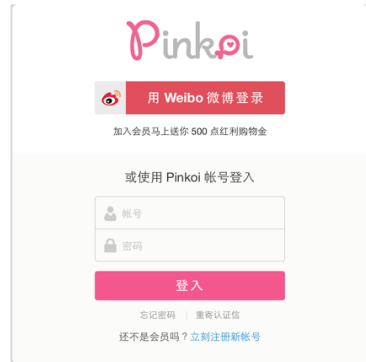 Pinkoi
用 Weibo 微博登录
加入会员马上送你 500 点红利购物金
或使用 Pinkoi 帐号登入
帐号
密码
登入
忘记密码 | 重寄认证信
还不是会员吗？立刻注册新帐号